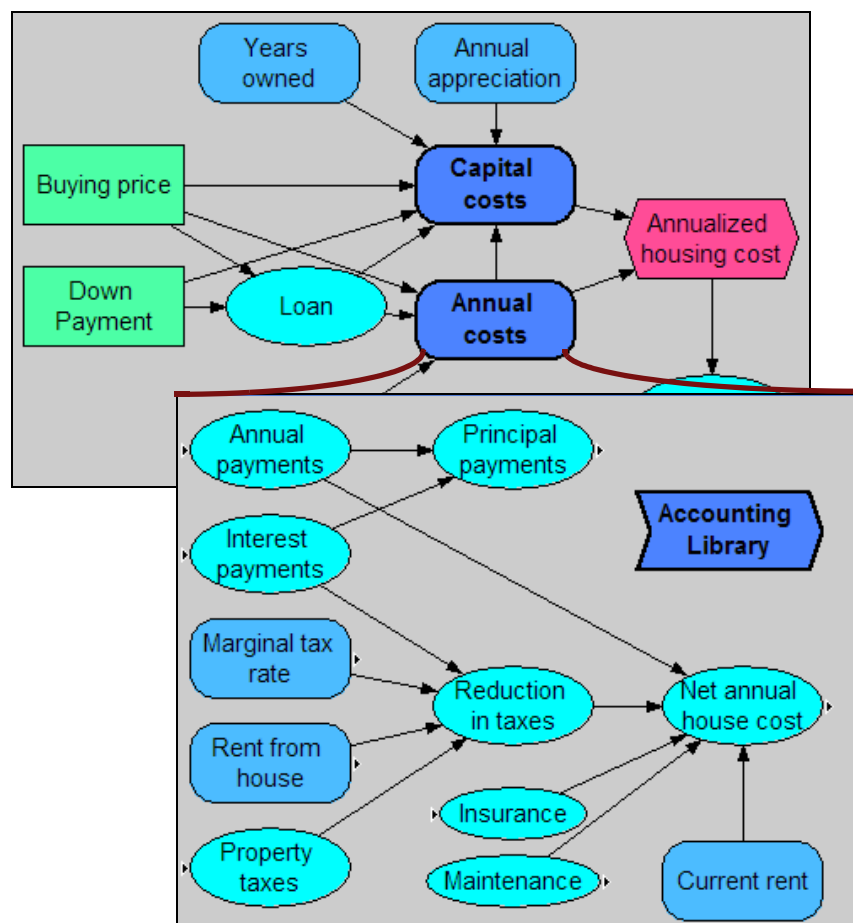 Years
owned
Annual
appreciation
Buying price
Capital
costs
Annualized
housing cost
Down
Payment
Loan
Annual
costs
Annual
payments
Principal
payments
Interest
payments
Accounting
Library
Marginal tax
rate
Reduction
in taxes
Net annual
house cost
Rent from
house
Insurance
Property
taxes
Maintenance
Current rent